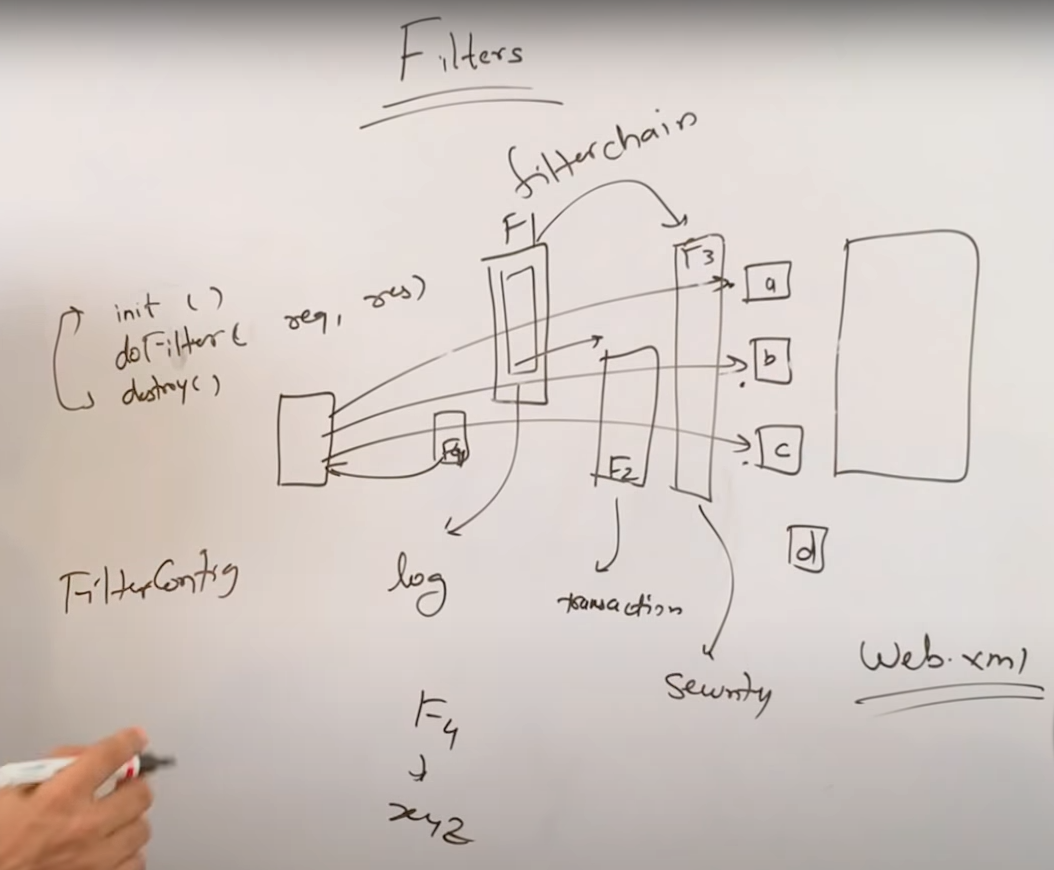 Filters
filterchain
F1
F3
a
init ( )
doFilter ( req, res)
destroy( )
b
F4
c
F2
d
FilterConfig
log
transaction
Security
Web.xml
F4
xyz